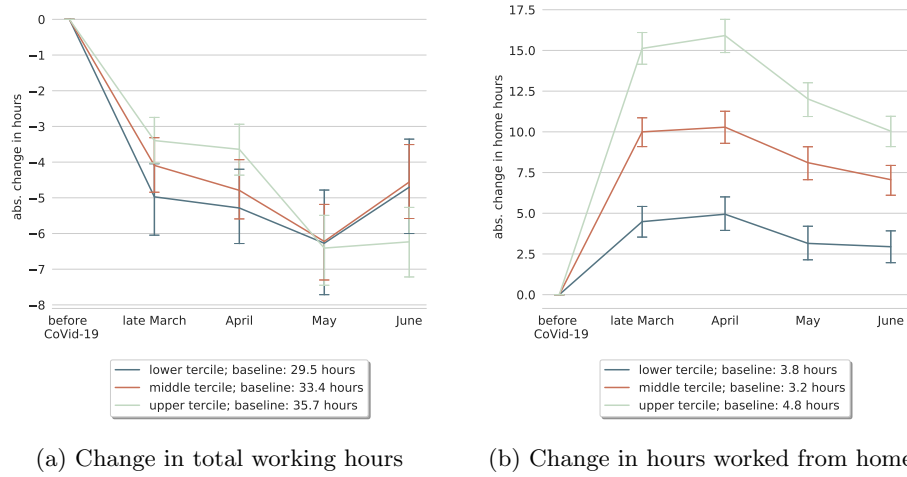 0
−1
−2
−3
−4
−5
−6
−7
−8
abs. change in hours
before
CoVid-19
late March
April
May
June
lower tercile; baseline: 29.5 hours
middle tercile; baseline: 33.4 hours
upper tercile; baseline: 35.7 hours
(a) Change in total working hours
17.5
15.0
12.5
10.0
7.5
5.0
2.5
0.0
abs. change in home hours
before
CoVid-19
late March
April
May
June
lower tercile; baseline: 3.8 hours
middle tercile; baseline: 3.2 hours
upper tercile; baseline: 4.8 hours
(b) Change in hours worked from home